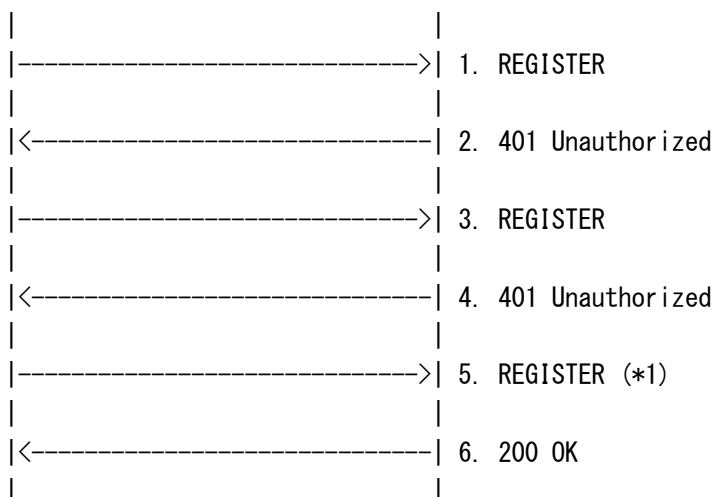 |                              |
|----------------------------->| 1. REGISTER
|                              |
|<-----------------------------| 2. 401 Unauthorized
|                              |
|----------------------------->| 3. REGISTER
|                              |
|<-----------------------------| 4. 401 Unauthorized
|                              |
|----------------------------->| 5. REGISTER (*1)
|                              |
|<-----------------------------| 6. 200 OK
|                              |